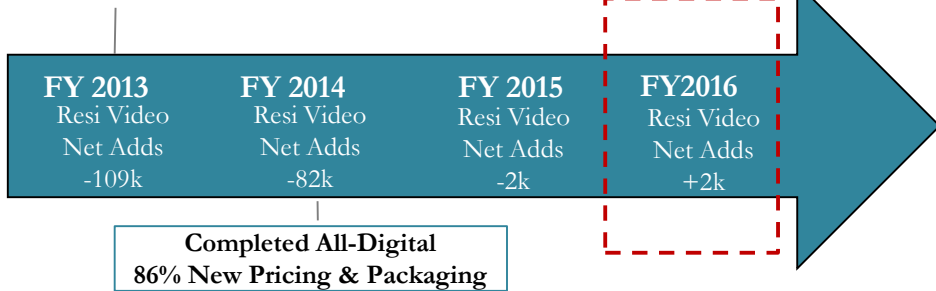 FY 2013
Resi Video
Net Adds
-109k
FY 2014
Resi Video
Net Adds
-82k
FY 2015
Resi Video
Net Adds
-2k
FY2016
Resi Video
Net Adds
+2k
Completed All-Digital
86% New Pricing & Packaging